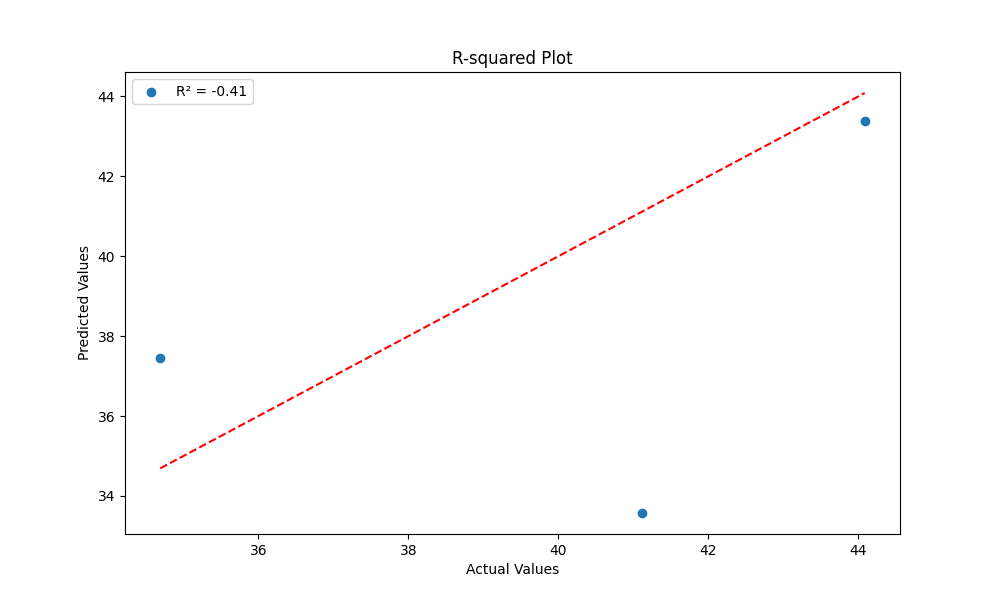 R-squared Plot
R² = -0.41
44
42
40
38
36
34
Predicted Values
36 38 40 42 44
Actual Values